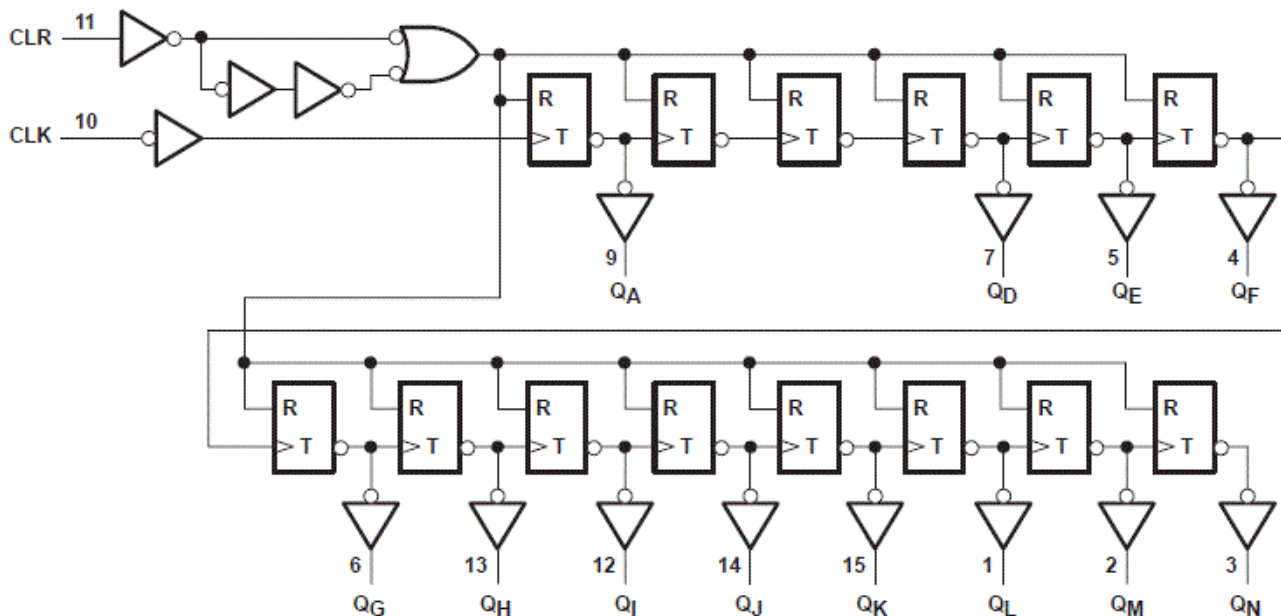 CLR 11
CLK 10
R R R R R R
T T T T T T
9 7 5 4
QA QD QE QF
R R R R R R R R
T T T T T T T T
6 13 12 14 15 1 2 3
QG QH QI QJ QK QL QM QN